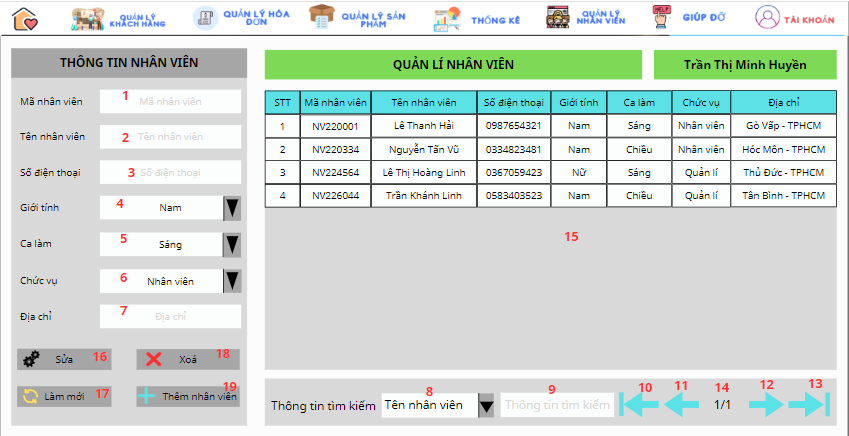 QUẢN LÝ
KHÁCH HÀNG
QUẢN LÝ HÓA
ĐƠN
QUẢN LÝ SẢN
PHẨM
THỐNG KÊ
QUẢN LÝ
NHÂN VIÊN
HELP
GIÚP ĐỠ
TÀI KHOẢN
THÔNG TIN NHÂN VIÊN
Mã nhân viên 1 Mã nhân viên
Tên nhân viên 2 Tên nhân viên
Số điện thoại 3 Số điện thoại
Giới tính 4 Nam
Ca làm 5 Sáng
Chức vụ 6 Nhân viên
Địa chỉ 7 Địa chỉ
Sửa 16 Xoá 18
Làm mới 17 Thêm nhân viên 19
QUẢN LÍ NHÂN VIÊN Trần Thị Minh Huyền
STT Mã nhân viên Tên nhân viên Số điện thoại Giới tính Ca làm Chức vụ Địa chỉ
1 NV220001 Lê Thanh Hải 0987654321 Nam Sáng Nhân viên Gò Vấp - TPHCM
2 NV220334 Nguyễn Tấn Vũ 0334823481 Nam Chiều Nhân viên Hóc Môn - TPHCM
3 NV224564 Lê Thị Hoàng Linh 0367059423 Nữ Sáng Quản lí Thủ Đức - TPHCM
4 NV226044 Trần Khánh Linh 0583403523 Nam Chiều Quản lí Tân Bình - TPHCM
15
Thông tin tìm kiếm 8 Tên nhân viên 9 Thông tin tìm kiếm 10 11 14 12 13
1/1